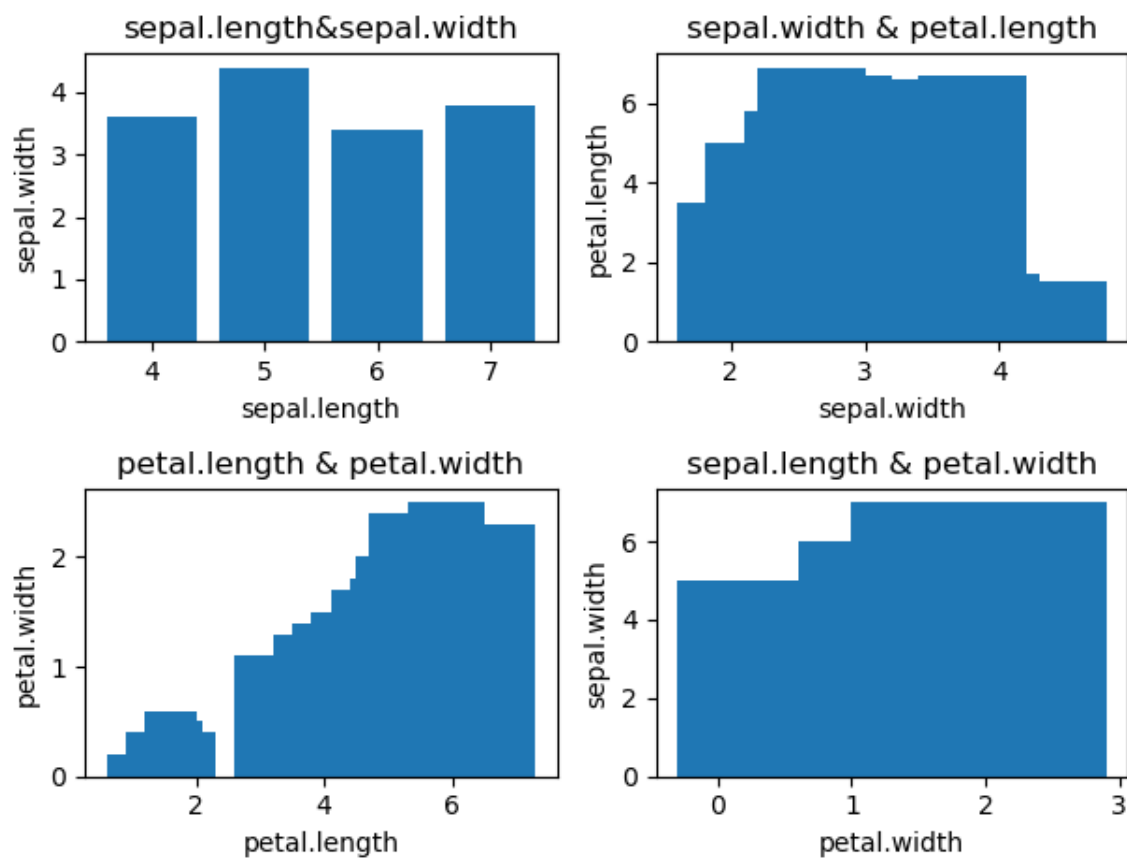 sepal.length&sepal.width
sepal.width
4
3
2
1
0
4 5 6 7
sepal.length
sepal.width & petal.length
petal.length
6
4
2
0
2 3 4
sepal.width
petal.length & petal.width
petal.width
2
1
0
2 4 6
petal.length
sepal.length & petal.width
sepal.width
6
4
2
0
0 1 2 3
petal.width